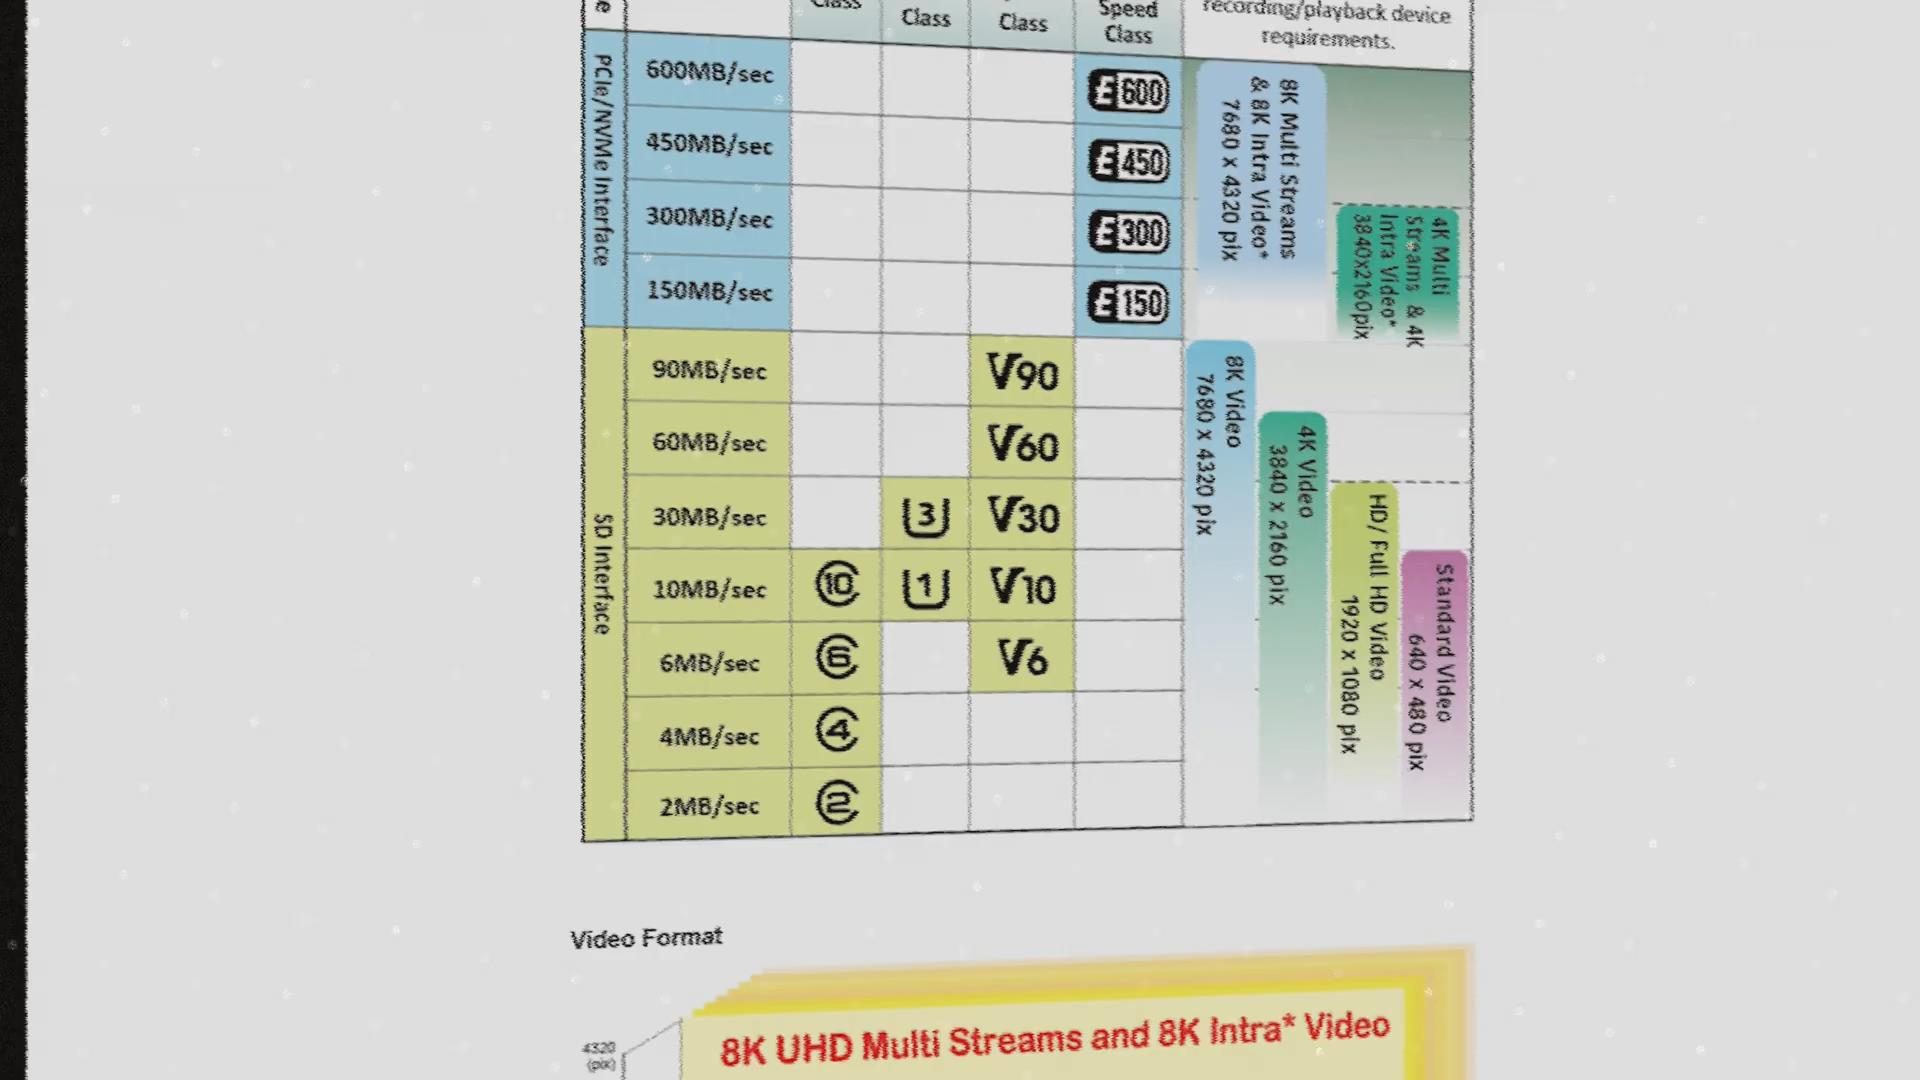 Class
Class
Class
Speed
Class
recording/playback device
requirements.
PCIe/NVMe Interface
600MB/sec
E600
450MB/sec
E450
300MB/sec
E300
150MB/sec
E150
8K Multi Streams
& 8K Intra Video*
7680 x 4320 pix
4K Multi
Streams & 4K
Intra Video*
3840x2160pix
SD Interface
90MB/sec
V90
60MB/sec
V60
30MB/sec
3
V30
10MB/sec
10
1
V10
6MB/sec
6
V6
4MB/sec
4
2MB/sec
2
8K Video
7680 x 4320 pix
4K Video
3840 x 2160 pix
HD/ Full HD Video
1920 x 1080 pix
Standard Video
640 x 480 pix
Video Format
8K UHD Multi Streams and 8K Intra* Video
4320
(pix)